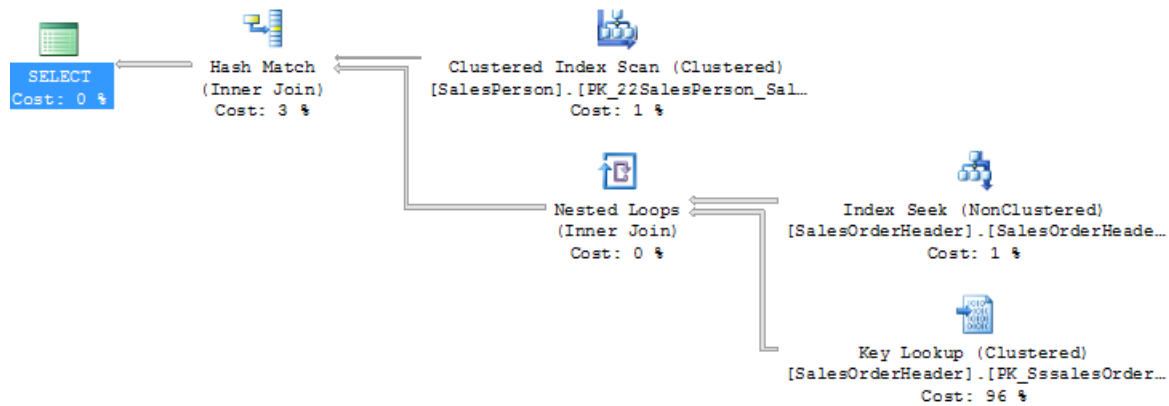 SELECT
Cost: 0 %
Hash Match
(Inner Join)
Cost: 3 %
Clustered Index Scan (Clustered)
[SalesPerson].[PK_22SalesPerson_Sal…
Cost: 1 %
Nested Loops
(Inner Join)
Cost: 0 %
Index Seek (NonClustered)
[SalesOrderHeader].[SalesOrderHeade…
Cost: 1 %
Key Lookup (Clustered)
[SalesOrderHeader].[PK_SssalesOrder…
Cost: 96 %